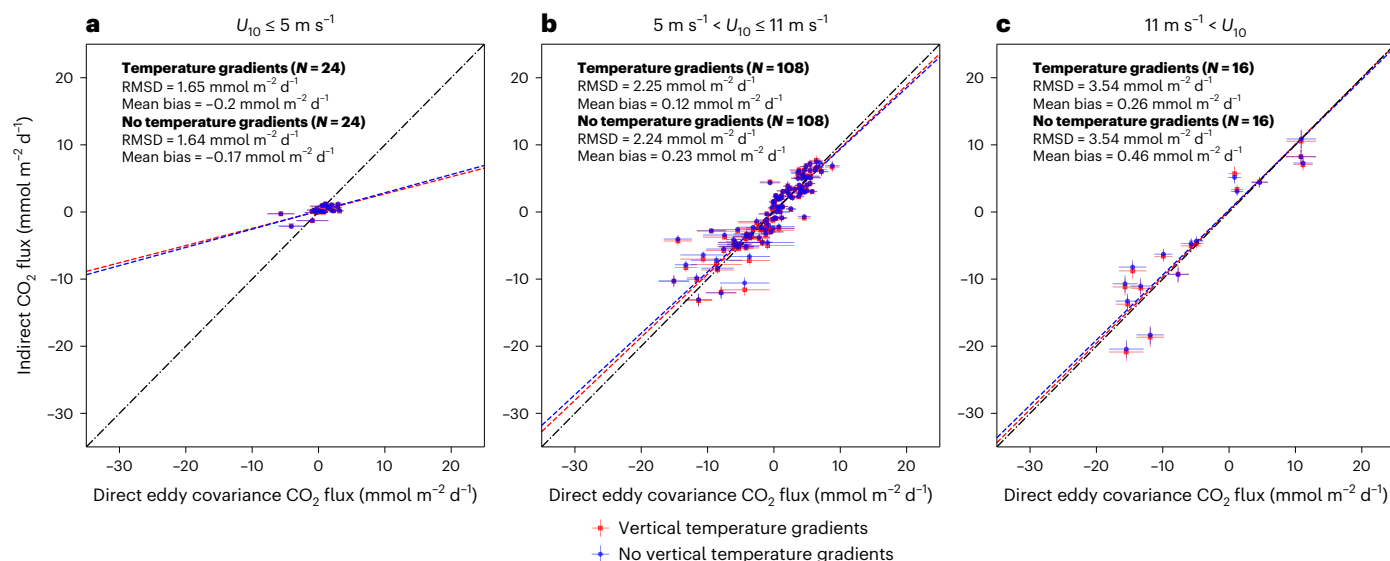 a
U₁₀ ≤ 5 m s⁻¹
Temperature gradients (N = 24)
RMSD = 1.65 mmol m⁻² d⁻¹
Mean bias = −0.2 mmol m⁻² d⁻¹
No temperature gradients (N = 24)
RMSD = 1.64 mmol m⁻² d⁻¹
Mean bias = −0.17 mmol m⁻² d⁻¹
Indirect CO₂ flux (mmol m⁻² d⁻¹)
20
10
0
−10
−20
−30
−30 −20 −10 0 10 20
Direct eddy covariance CO₂ flux (mmol m⁻² d⁻¹)
b
5 m s⁻¹ < U₁₀ ≤ 11 m s⁻¹
Temperature gradients (N = 108)
RMSD = 2.25 mmol m⁻² d⁻¹
Mean bias = 0.12 mmol m⁻² d⁻¹
No temperature gradients (N = 108)
RMSD = 2.24 mmol m⁻² d⁻¹
Mean bias = 0.23 mmol m⁻² d⁻¹
20
10
0
−10
−20
−30
−30 −20 −10 0 10 20
Direct eddy covariance CO₂ flux (mmol m⁻² d⁻¹)
c
11 m s⁻¹ < U₁₀
Temperature gradients (N = 16)
RMSD = 3.54 mmol m⁻² d⁻¹
Mean bias = 0.26 mmol m⁻² d⁻¹
No temperature gradients (N = 16)
RMSD = 3.54 mmol m⁻² d⁻¹
Mean bias = 0.46 mmol m⁻² d⁻¹
20
10
0
−10
−20
−30
−30 −20 −10 0 10 20
Direct eddy covariance CO₂ flux (mmol m⁻² d⁻¹)
Vertical temperature gradients
No vertical temperature gradients